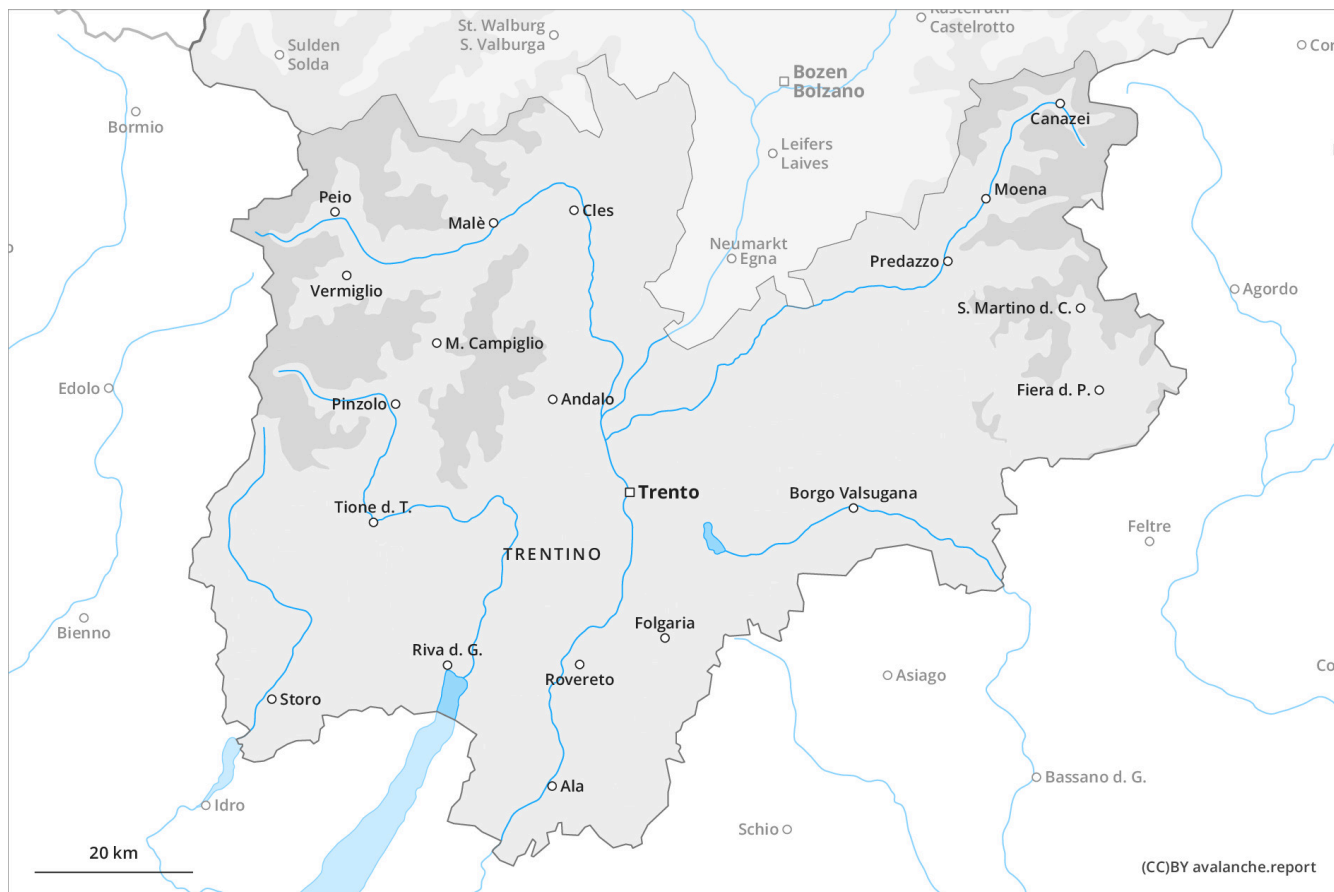 Kastelruth
Castelrotto
St. Walburg
S. Valburga
Sulden
Solda
Cor
Bozen
Bolzano
Bormio
Canazei
Leifers
Laives
Moena
Peio
Malè
Cles
Neumarkt
Egna
Predazzo
Vermiglio
Agordo
S. Martino d. C.
M. Campiglio
Edolo
Fiera d. P.
Pinzolo
Andalo
Trento
Borgo Valsugana
Tione d. T.
Feltre
TRENTINO
Bienno
Folgaria
Riva d. G.
Rovereto
Asiago
Co
Storo
Bassano d. G.
Ala
Idro
Schio
20 km
(CC)BY avalanche.report